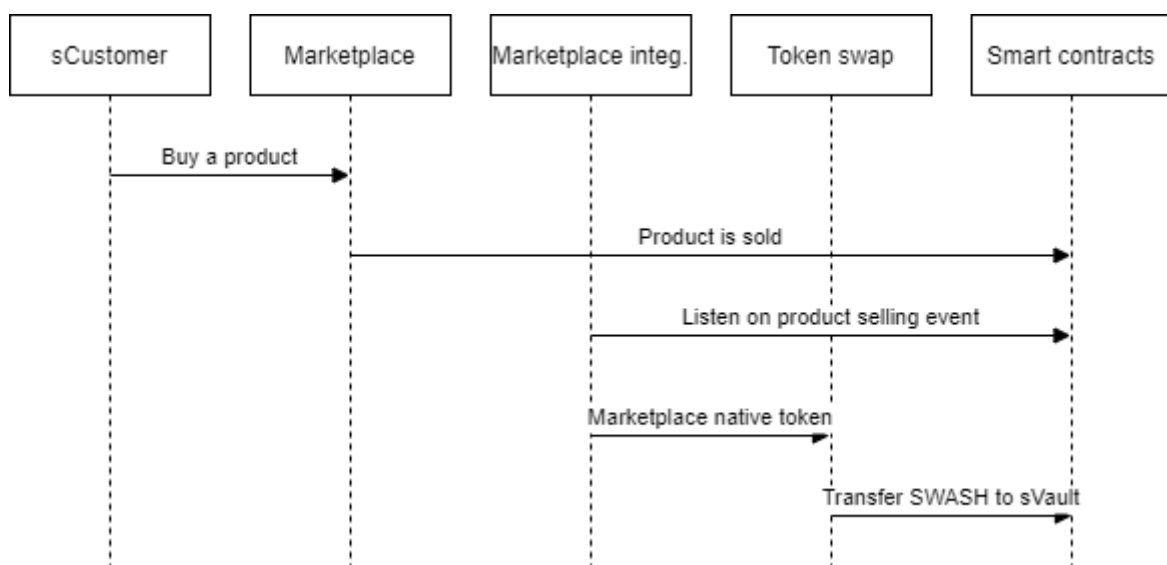 sCustomer
Marketplace
Marketplace integ.
Token swap
Smart contracts
Buy a product
Product is sold
Listen on product selling event
Marketplace native token
Transfer SWASH to sVault